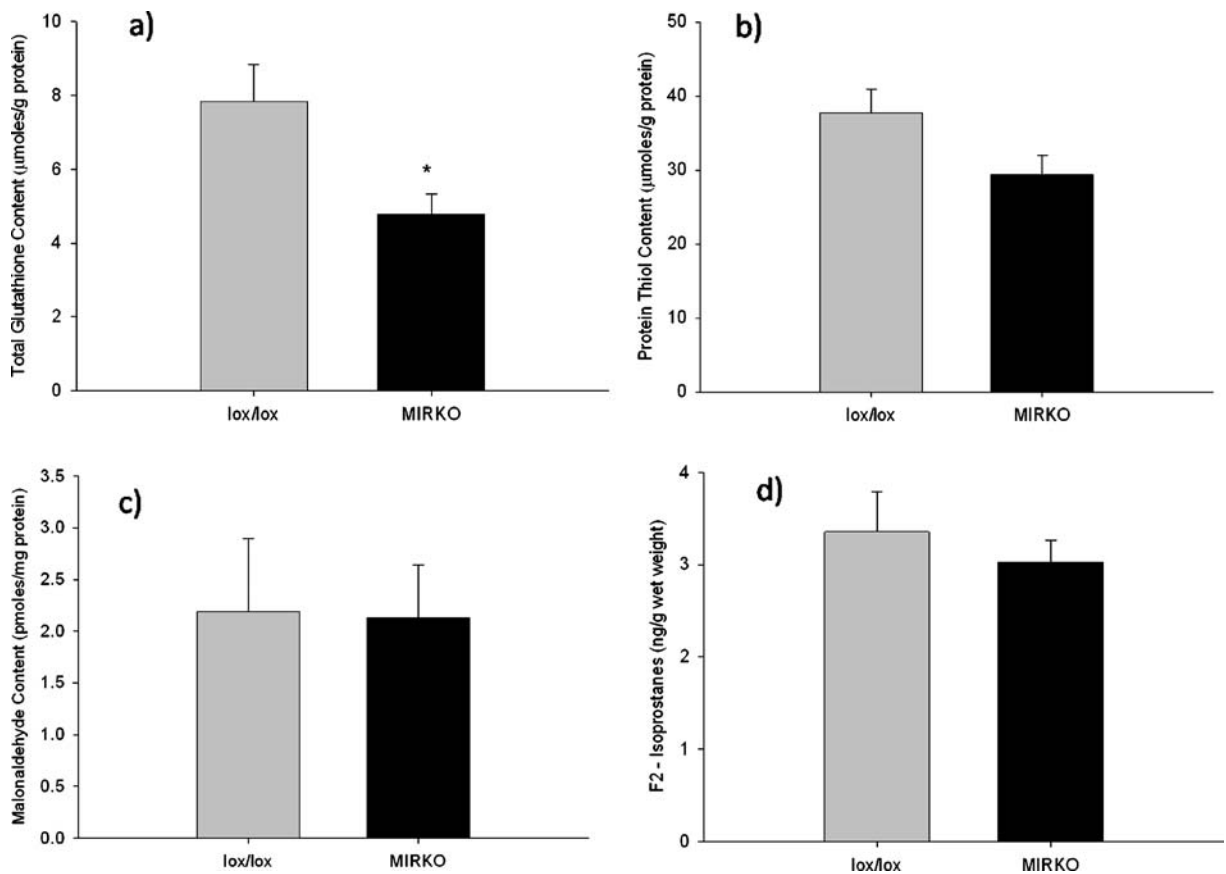 a)
Total Glutathione Content (µmoles/g protein)
10
8
6
4
2
0
*
lox/lox MIRKO
b)
Protein Thiol Content (µmoles/g protein)
50
40
30
20
10
0
lox/lox MIRKO
c)
Malonaldehyde Content (pmoles/mg protein)
3.5
3.0
2.5
2.0
1.5
1.0
0.5
0.0
lox/lox MIRKO
d)
F2 - Isoprostanes (ng/g wet weight)
4
3
2
1
0
lox/lox MIRKO